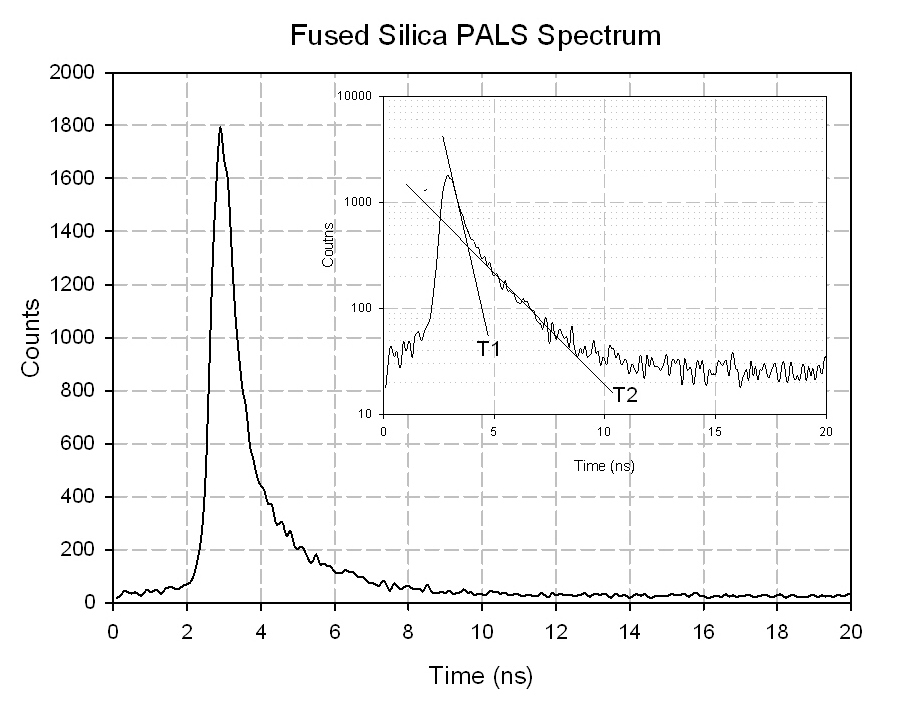 Fused Silica PALS Spectrum
2000
1800
1600
1400
1200
1000
800
600
400
200
0
Counts
0 2 4 6 8 10 12 14 16 18 20
Time (ns)
10000
1000
100
10
Coutns
T1
T2
0 5 10 15 20
Time (ns)